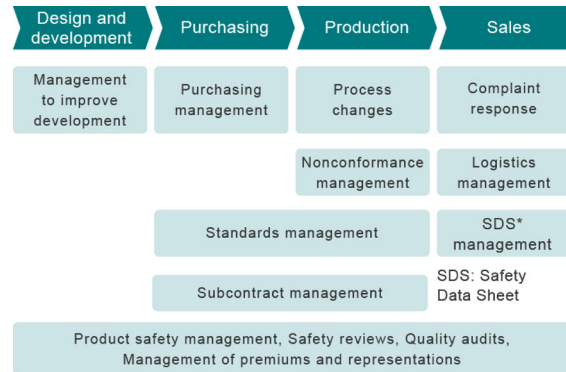 Design and
development
Purchasing
Production
Sales
Management
to improve
development
Purchasing
management
Process
changes
Complaint
response
Nonconformance
management
Logistics
management
Standards management
SDS*
management
Subcontract management
SDS: Safety
Data Sheet
Product safety management, Safety reviews, Quality audits,
Management of premiums and representations